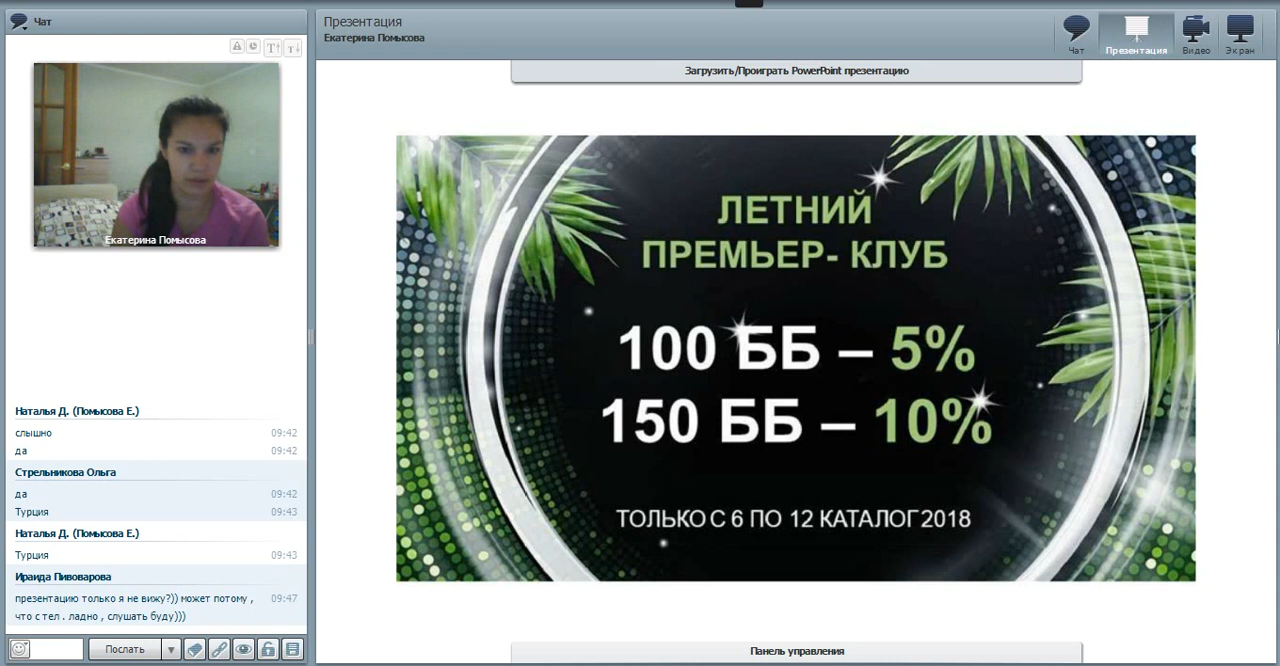 Чат
Екатерина Помысова
Наталья Д. (Помысова Е.)
слышно 09:42
да 09:42
Стрельникова Ольга
да 09:42
Турция 09:43
Наталья Д. (Помысова Е.)
Турция 09:43
Ираида Пивоварова
презентацию только я не вижу?)) может потому , 09:47
что с тел . ладно , слушать буду)))
Послать
Презентация
Екатерина Помысова
Чат
Презентация
Видео
Экран
Загрузить/Проиграть PowerPoint презентацию
ЛЕТНИЙ
ПРЕМЬЕР- КЛУБ
100 ББ – 5%
150 ББ – 10%
ТОЛЬКО С 6 ПО 12 КАТАЛОГ 2018
Панель управления